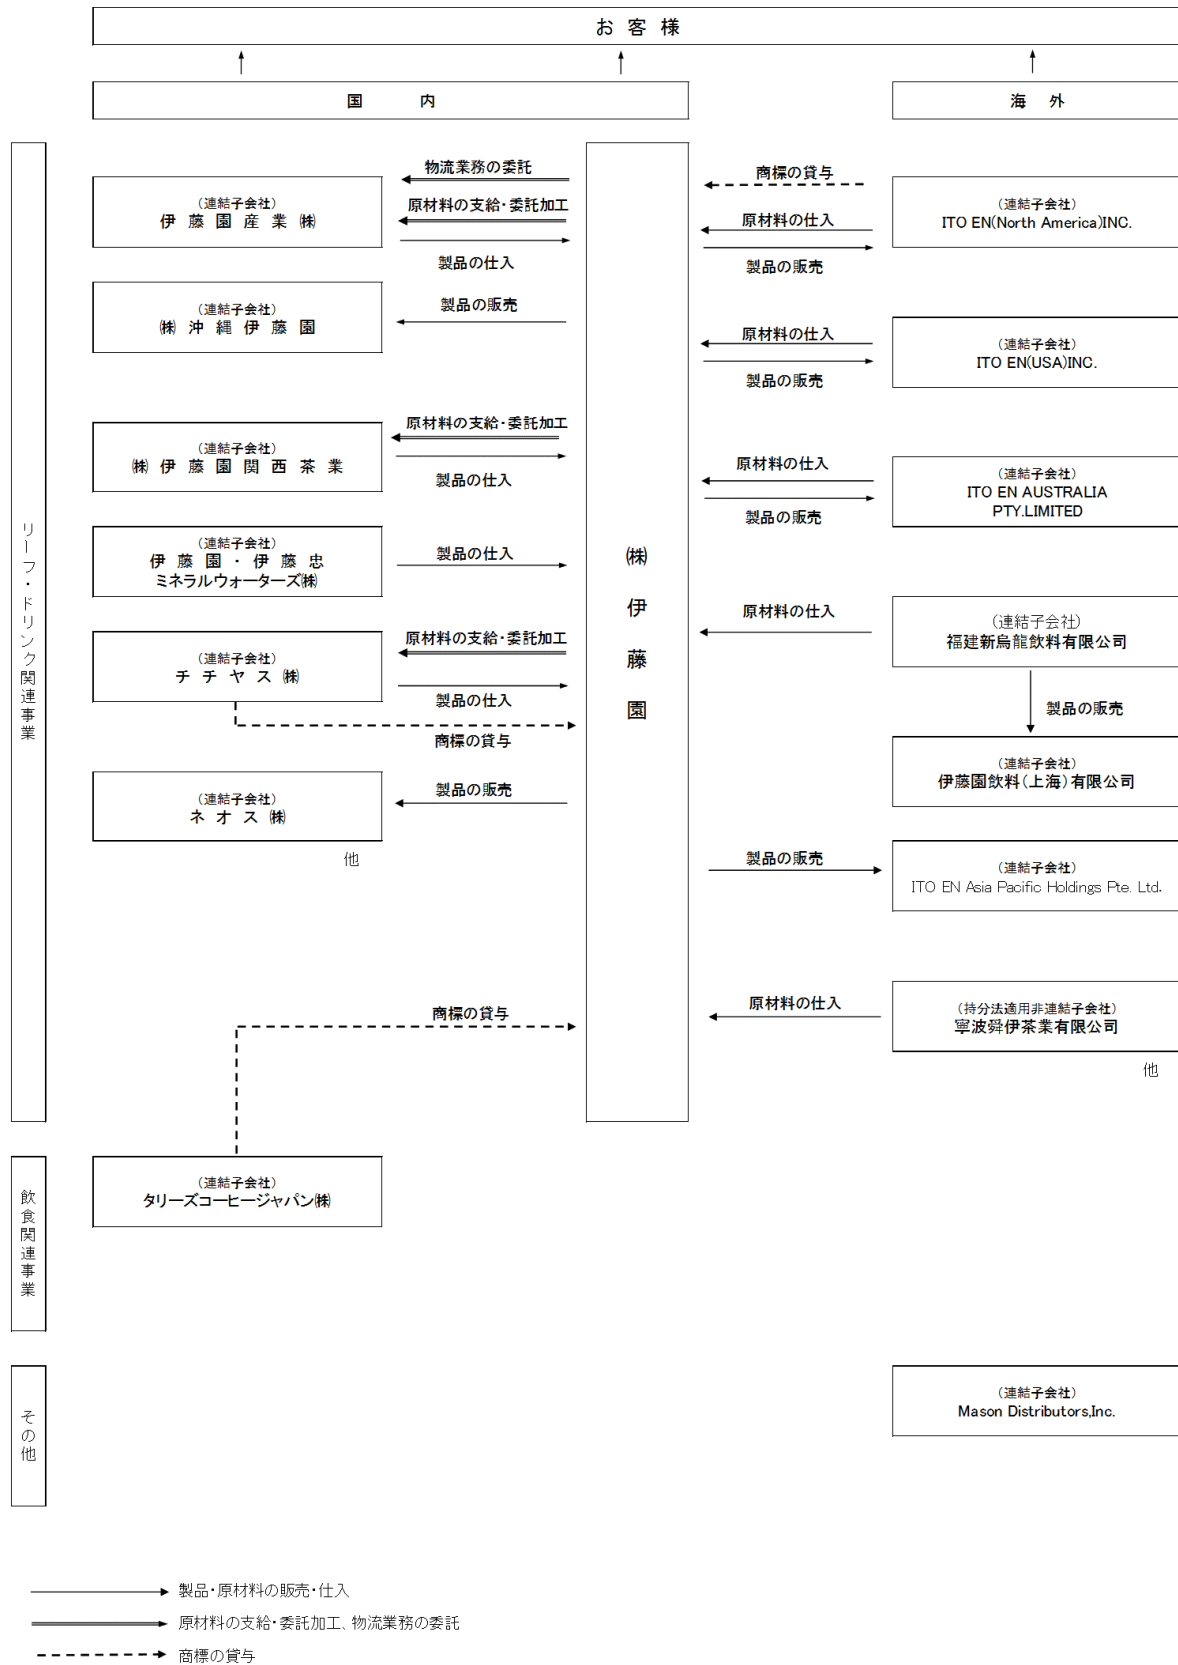 お客様
国内
海外
リーフ・ドリンク関連事業
物流業務の委託
(連結子会社)
伊藤園産業㈱
原材料の支給・委託加工
製品の仕入
(連結子会社)
㈱沖縄伊藤園
製品の販売
(連結子会社)
㈱伊藤園関西茶業
原材料の支給・委託加工
製品の仕入
(連結子会社)
伊藤園・伊藤忠
ミネラルウォーターズ㈱
製品の仕入
(連結子会社)
チチヤス㈱
原材料の支給・委託加工
製品の仕入
商標の貸与
(連結子会社)
ネオス㈱
製品の販売
他
商標の貸与
㈱伊藤園
商標の貸与
原材料の仕入
製品の販売
(連結子会社)
ITO EN(North America)INC.
原材料の仕入
製品の販売
(連結子会社)
ITO EN(USA)INC.
原材料の仕入
製品の販売
(連結子会社)
ITO EN AUSTRALIA
PTY.LIMITED
原材料の仕入
(連結子会社)
福建新烏龍飲料有限公司
製品の販売
(連結子会社)
伊藤園飲料(上海)有限公司
製品の販売
(連結子会社)
ITO EN Asia Pacific Holdings Pte. Ltd.
原材料の仕入
(持分法適用非連結子会社)
寧波舜伊茶業有限公司
他
飲食関連事業
(連結子会社)
タリーズコーヒージャパン㈱
その他
(連結子会社)
Mason Distributors,Inc.
製品・原材料の販売・仕入
原材料の支給・委託加工、物流業務の委託
商標の貸与